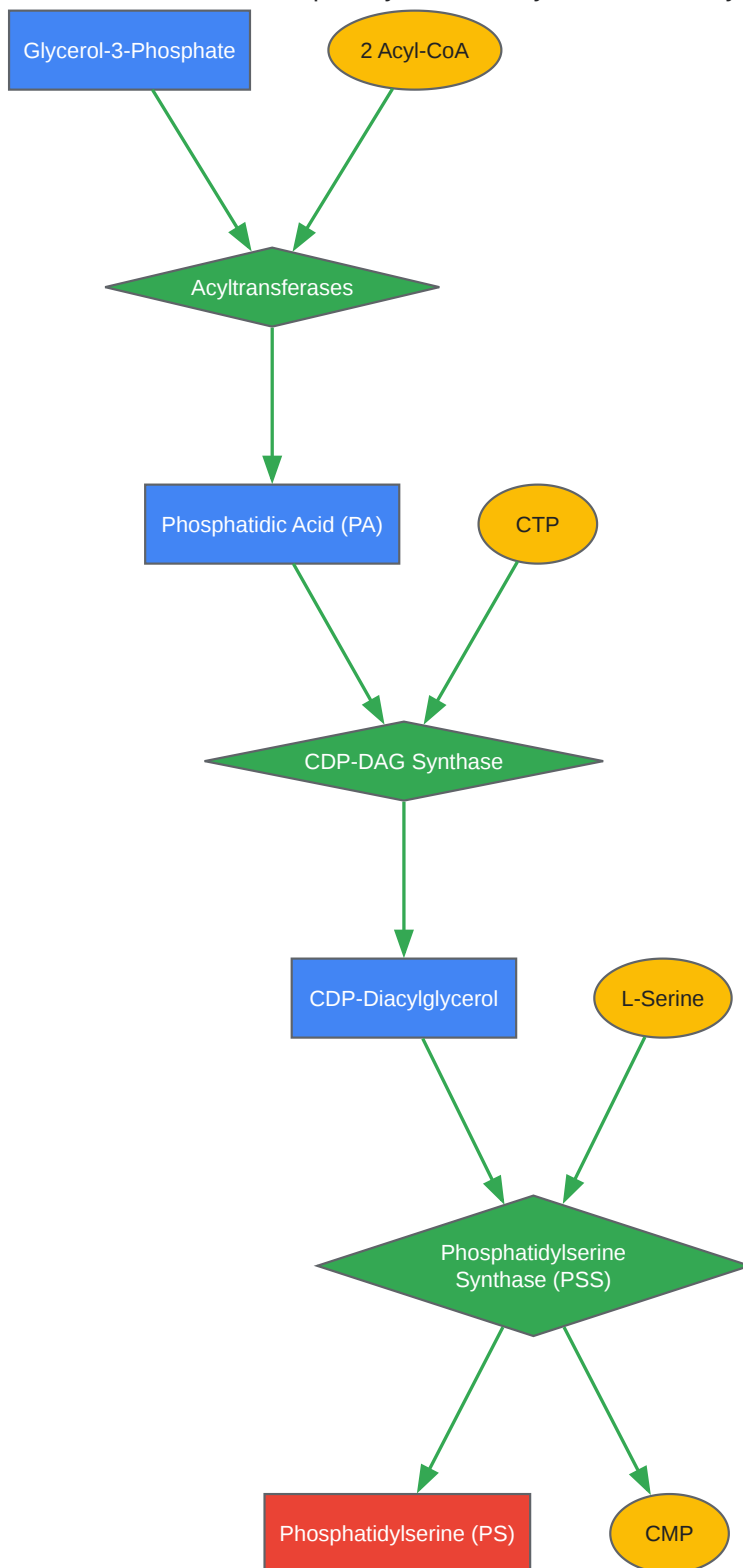 Glycerol-3-Phosphate
2 Acyl-CoA
Acyltransferases
Phosphatidic Acid (PA)
CTP
CDP-DAG Synthase
CDP-Diacylglycerol
L-Serine
Phosphatidylserine
Synthase (PSS)
Phosphatidylserine (PS)
CMP